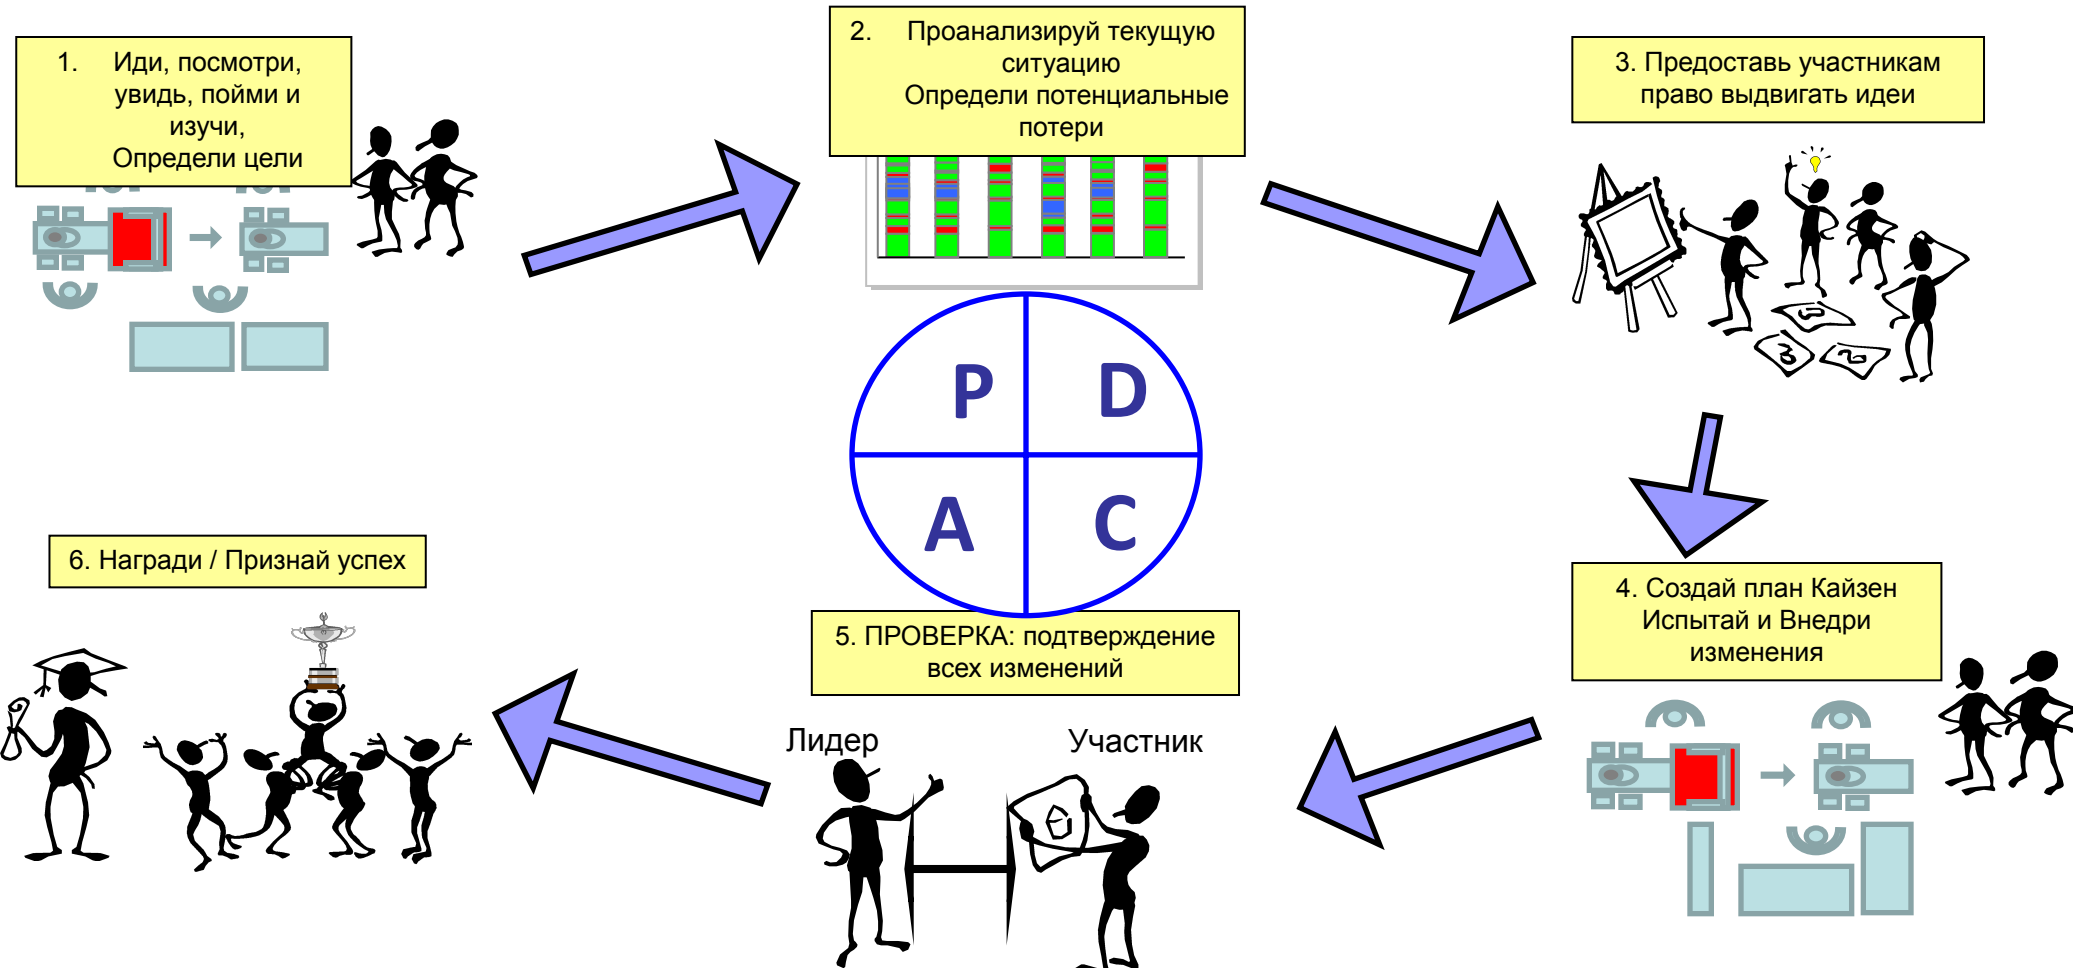 1. Иди, посмотри,
увидь, пойми и
изучи,
Определи цели
2. Проанализируй текущую
ситуацию
Определи потенциальные
потери
3. Предоставь участникам
право выдвигать идеи
P D
A C
4. Создай план Кайзен
Испытай и Внедри
изменения
5. ПРОВЕРКА: подтверждение
всех изменений
Лидер Участник
6. Награди / Признай успех